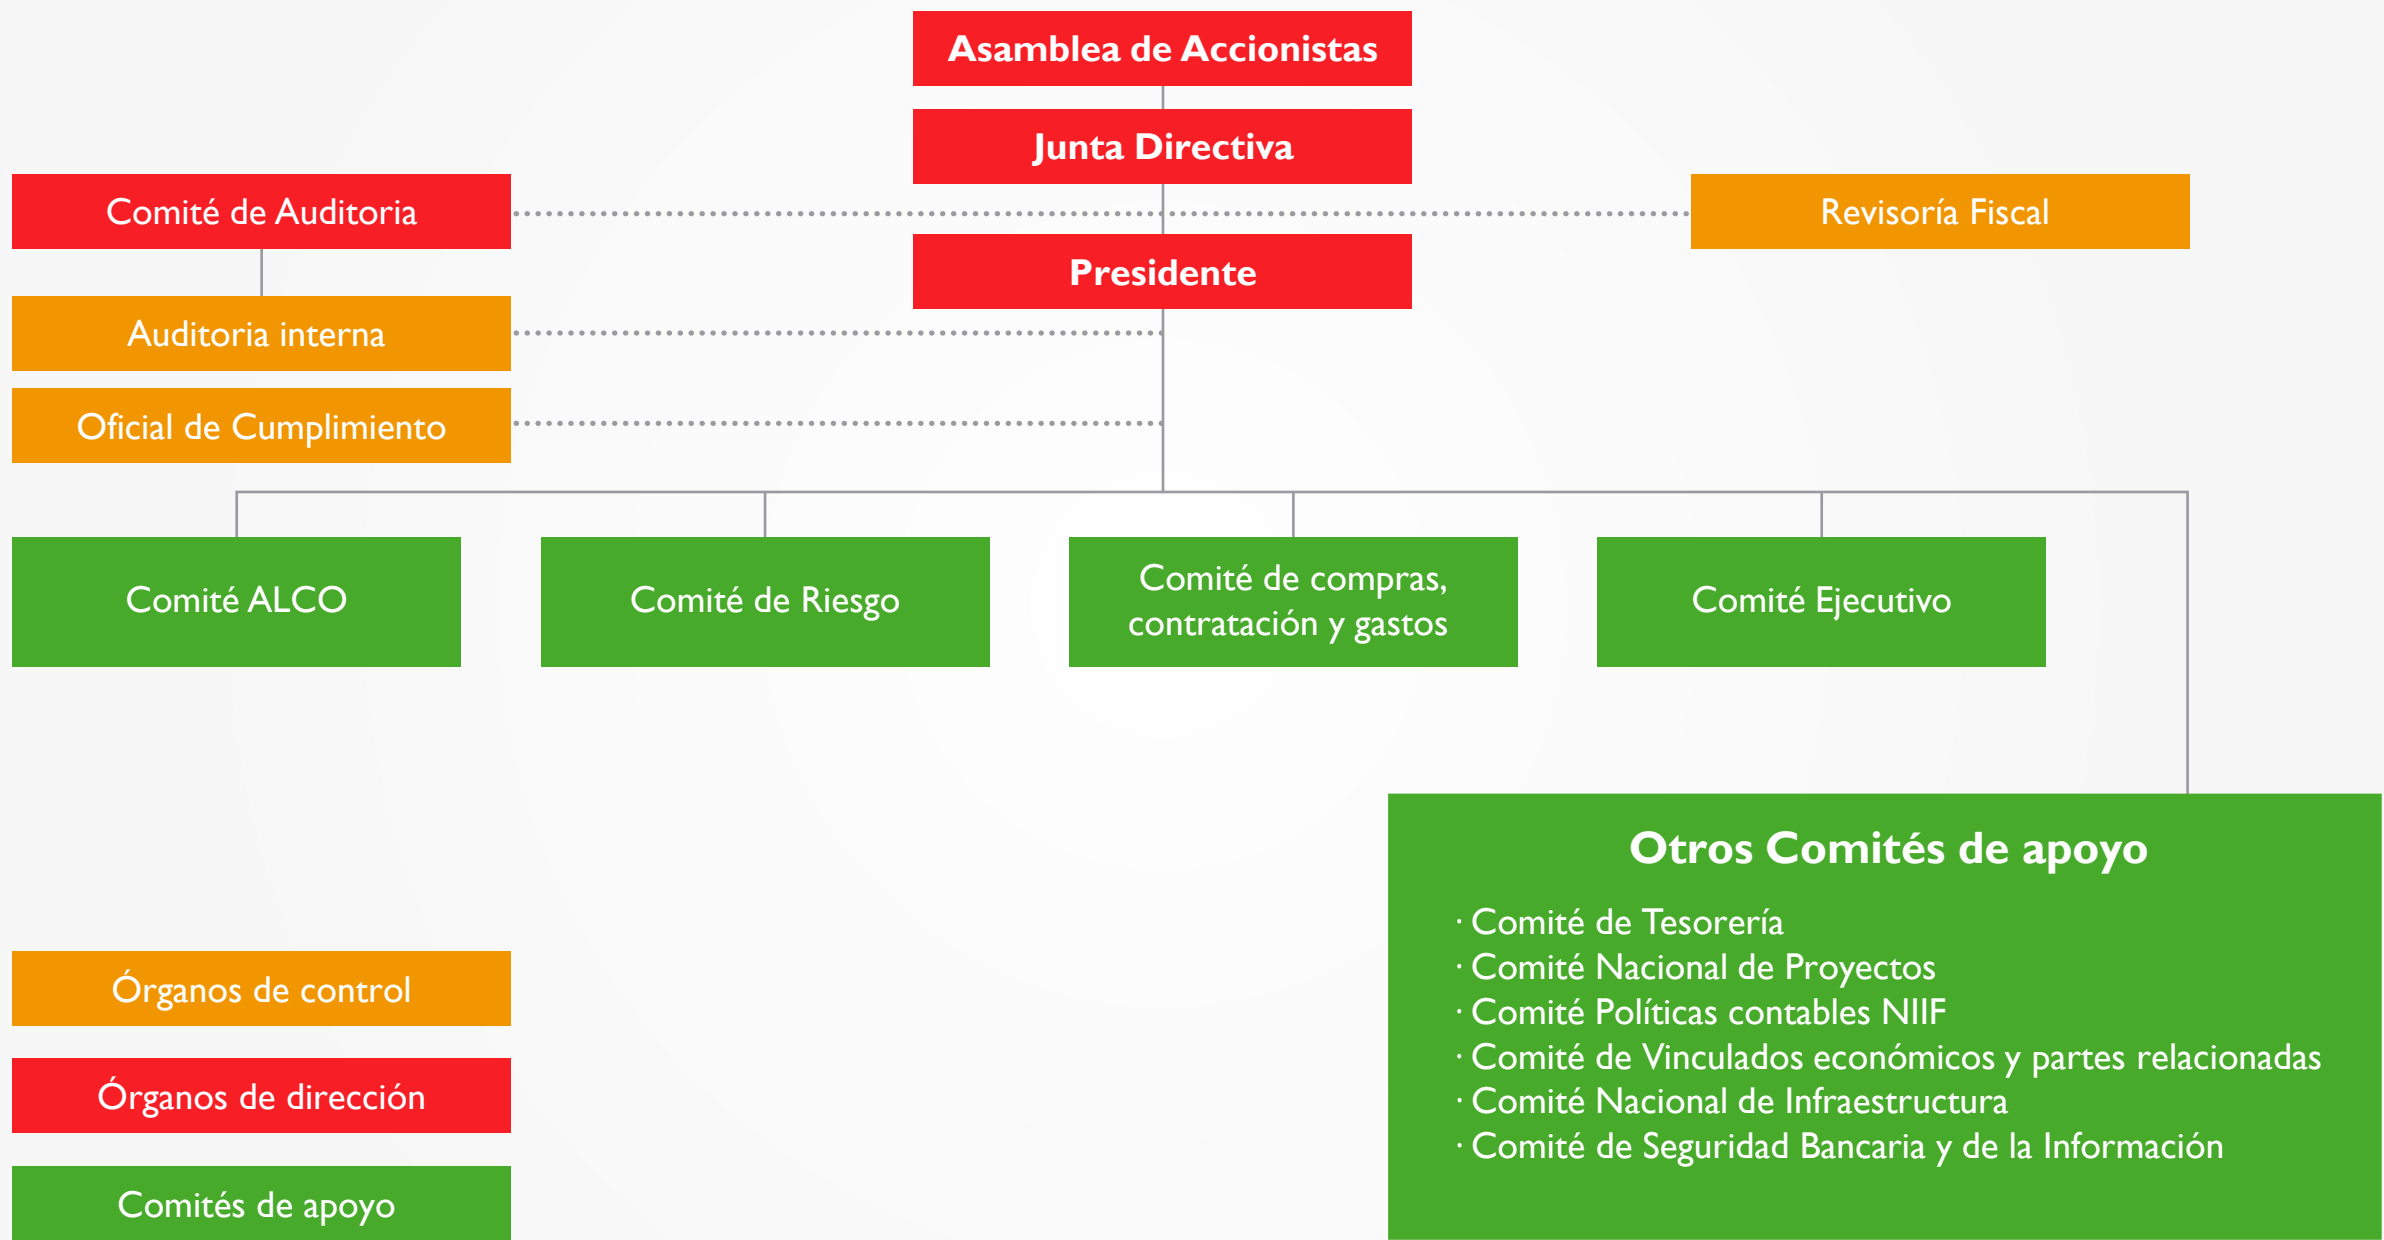 Asamblea de Accionistas
Junta Directiva
Comité de Auditoria
Revisoría Fiscal
Presidente
Auditoria interna
Oficial de Cumplimiento
Comité ALCO
Comité de Riesgo
Comité de compras,
contratación y gastos
Comité Ejecutivo
Otros Comités de apoyo
· Comité de Tesorería
· Comité Nacional de Proyectos
· Comité Políticas contables NIIF
· Comité de Vinculados económicos y partes relacionadas
· Comité Nacional de Infraestructura
· Comité de Seguridad Bancaria y de la Información
Órganos de control
Órganos de dirección
Comités de apoyo